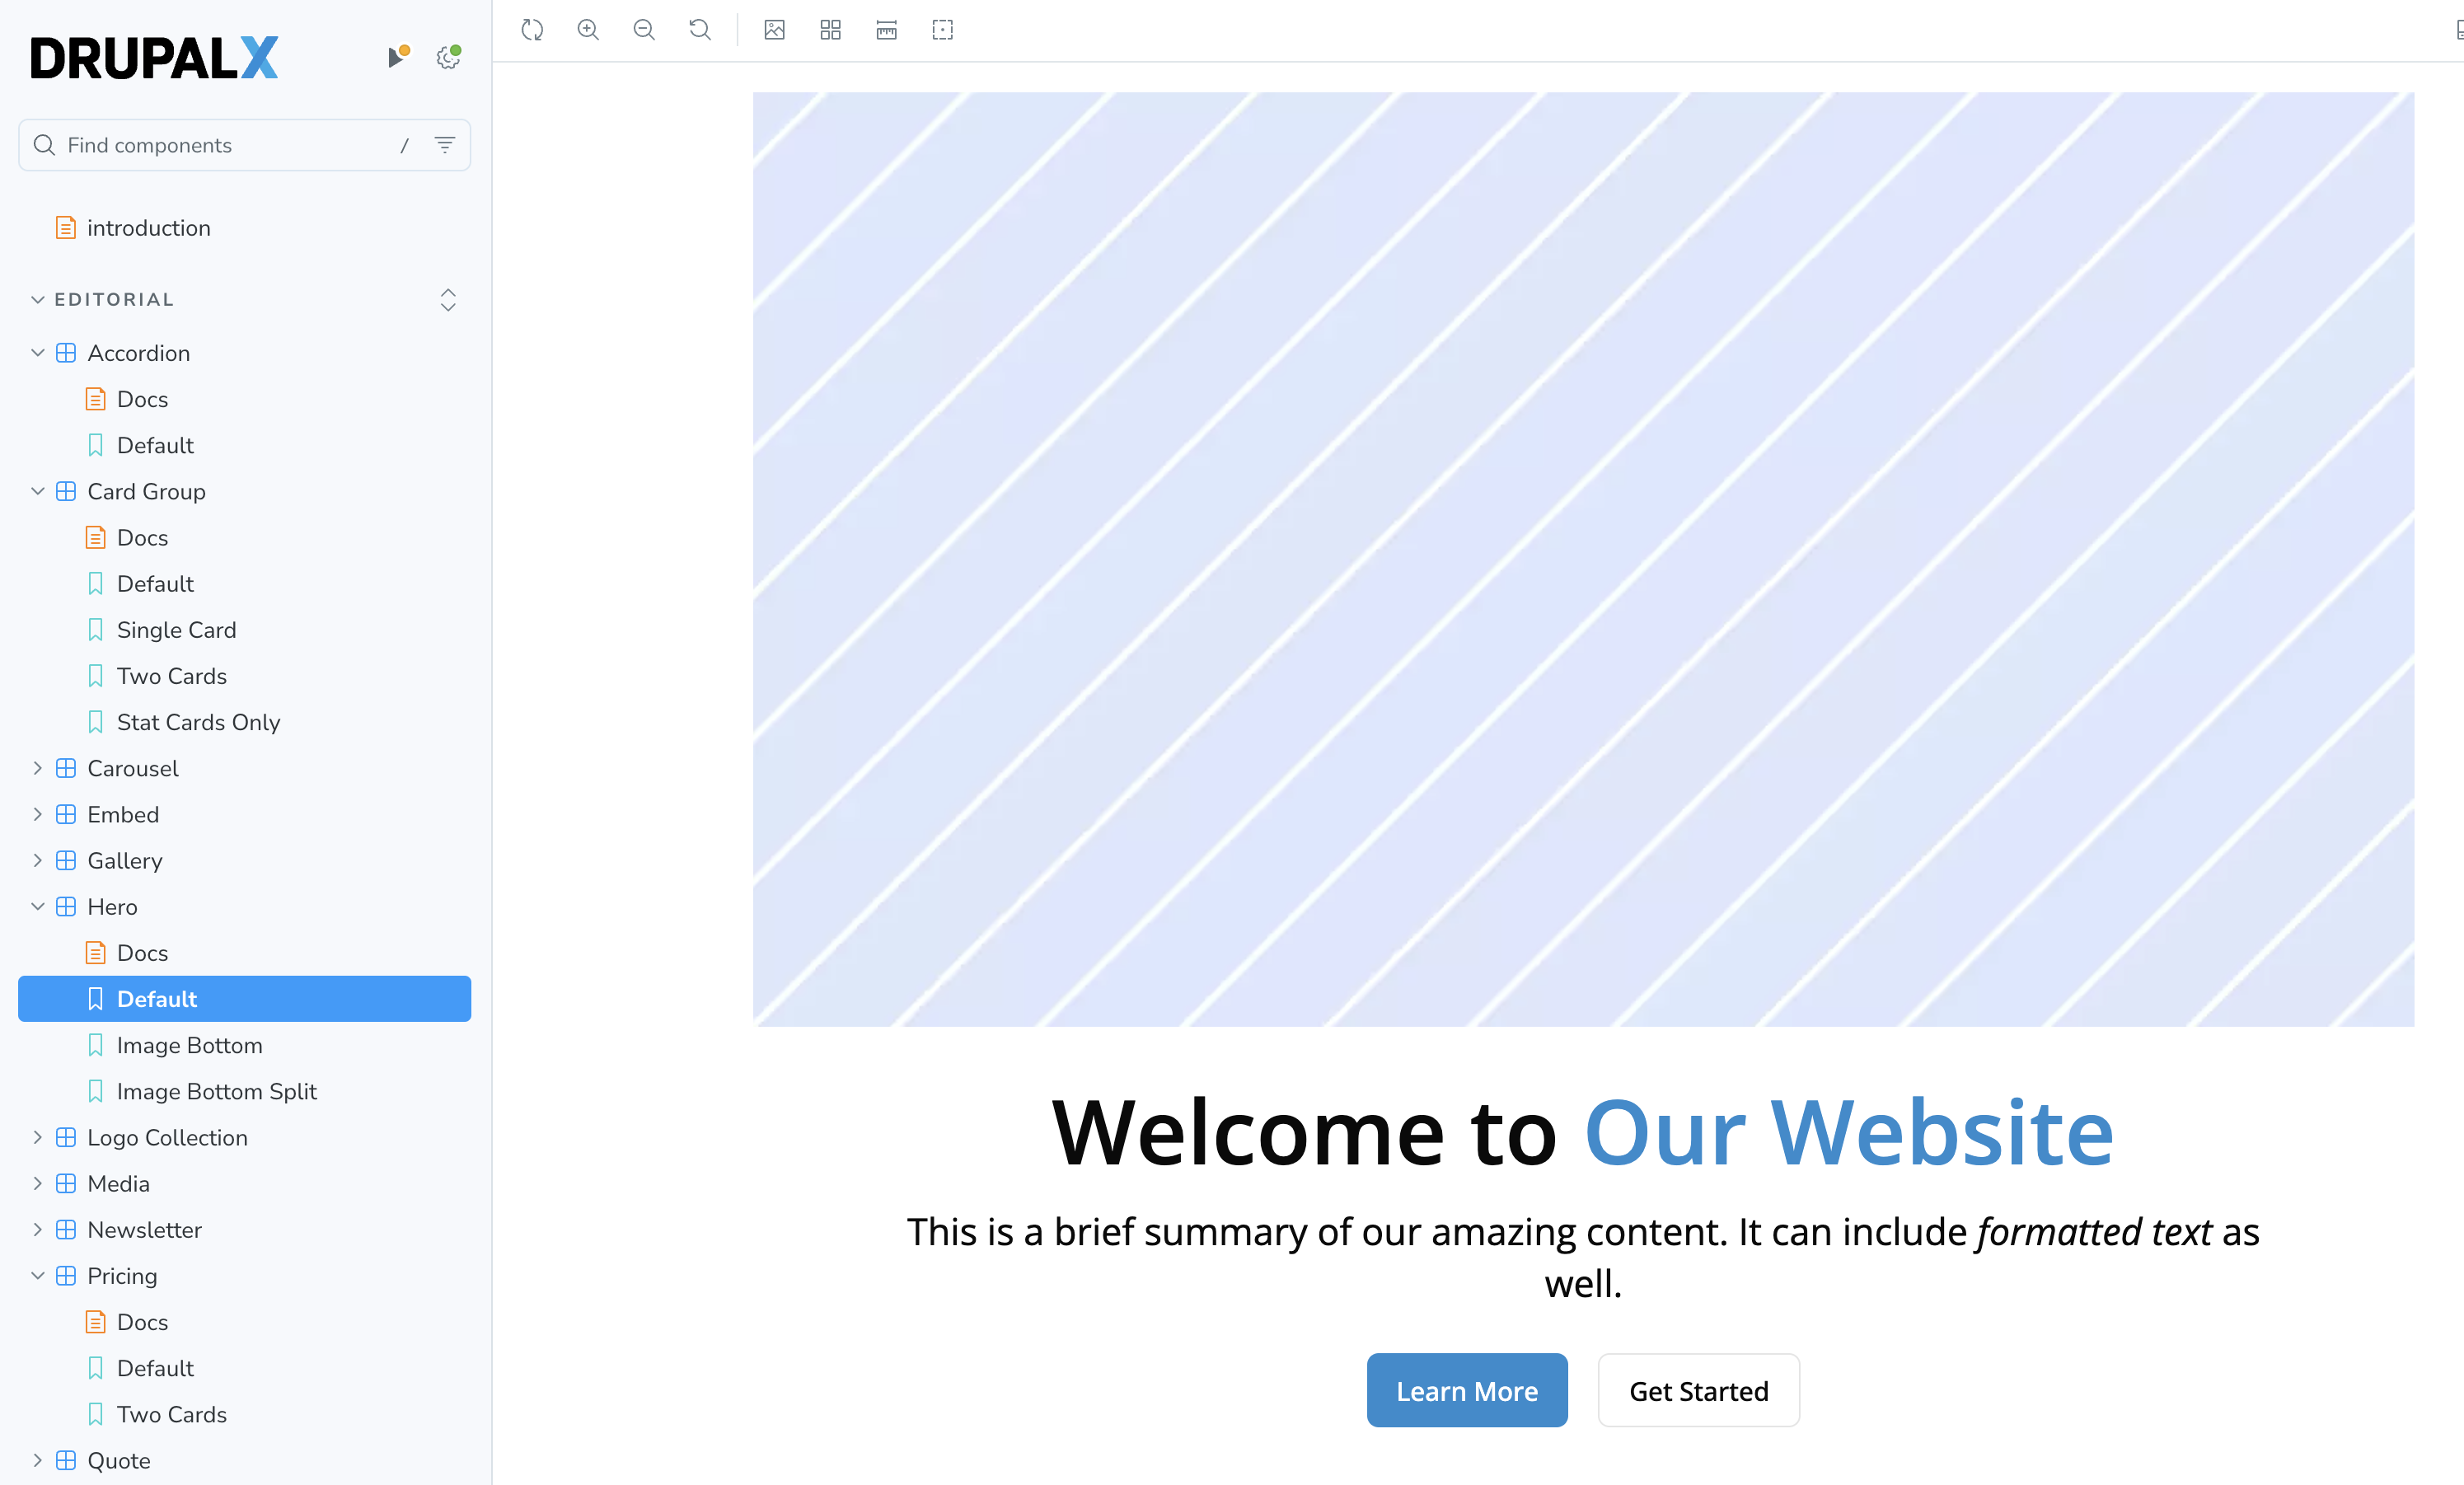 DRUPALX
Find components /
introduction
EDITORIAL
Accordion
Docs
Default
Card Group
Docs
Default
Single Card
Two Cards
Stat Cards Only
Carousel
Embed
Gallery
Hero
Docs
Default
Image Bottom
Image Bottom Split
Logo Collection
Media
Newsletter
Pricing
Docs
Default
Two Cards
Quote
Welcome to Our Website
This is a brief summary of our amazing content. It can include formatted text as
well.
Learn More
Get Started